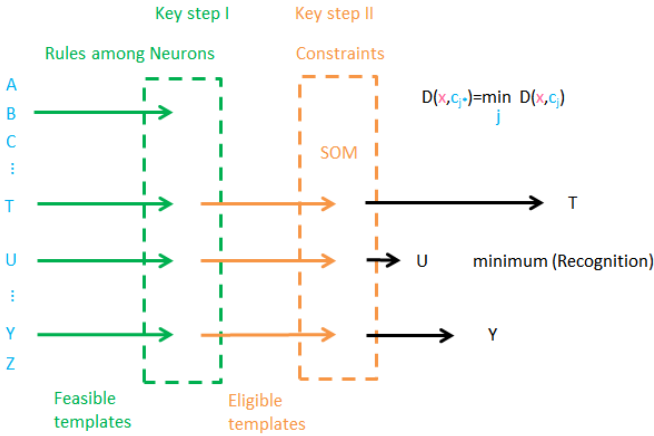 Key step I
Key step II
Rules among Neurons
Constraints
A
B
C
⋮
T
U
⋮
Y
Z
D(x,cj*)=min D(x,cj)
j
SOM
T
U
minimum (Recognition)
Y
Feasible
templates
Eligible
templates